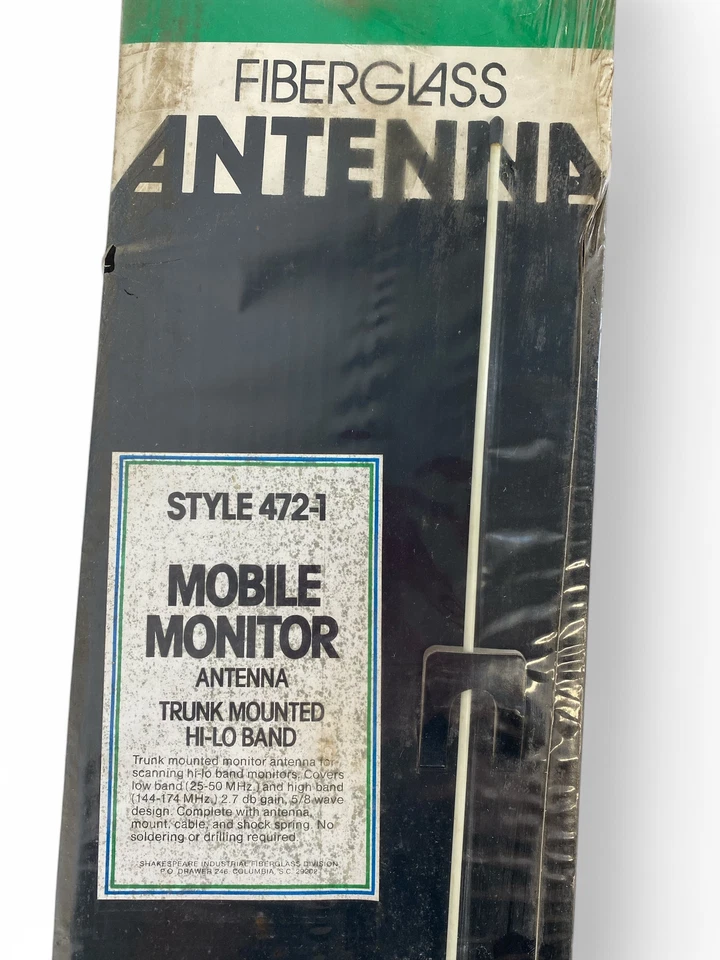 FIBERGLASS
ANTENNA
STYLE 472-1
MOBILE
MONITOR
ANTENNA
TRUNK MOUNTED
HI-LO BAND
Trunk mounted monitor antenna for
scanning hi-lo band monitors. Covers
low band (25-50 MHz.) and high band
(144-174 MHz.) 2.7 db gain, 5/8 wave
design. Complete with antenna,
mount, cable, and shock spring. No
soldering or drilling required.
SHAKESPEARE INDUSTRIAL FIBERGLASS DIVISION
P.O. DRAWER 246, COLUMBIA, S.C. 29202